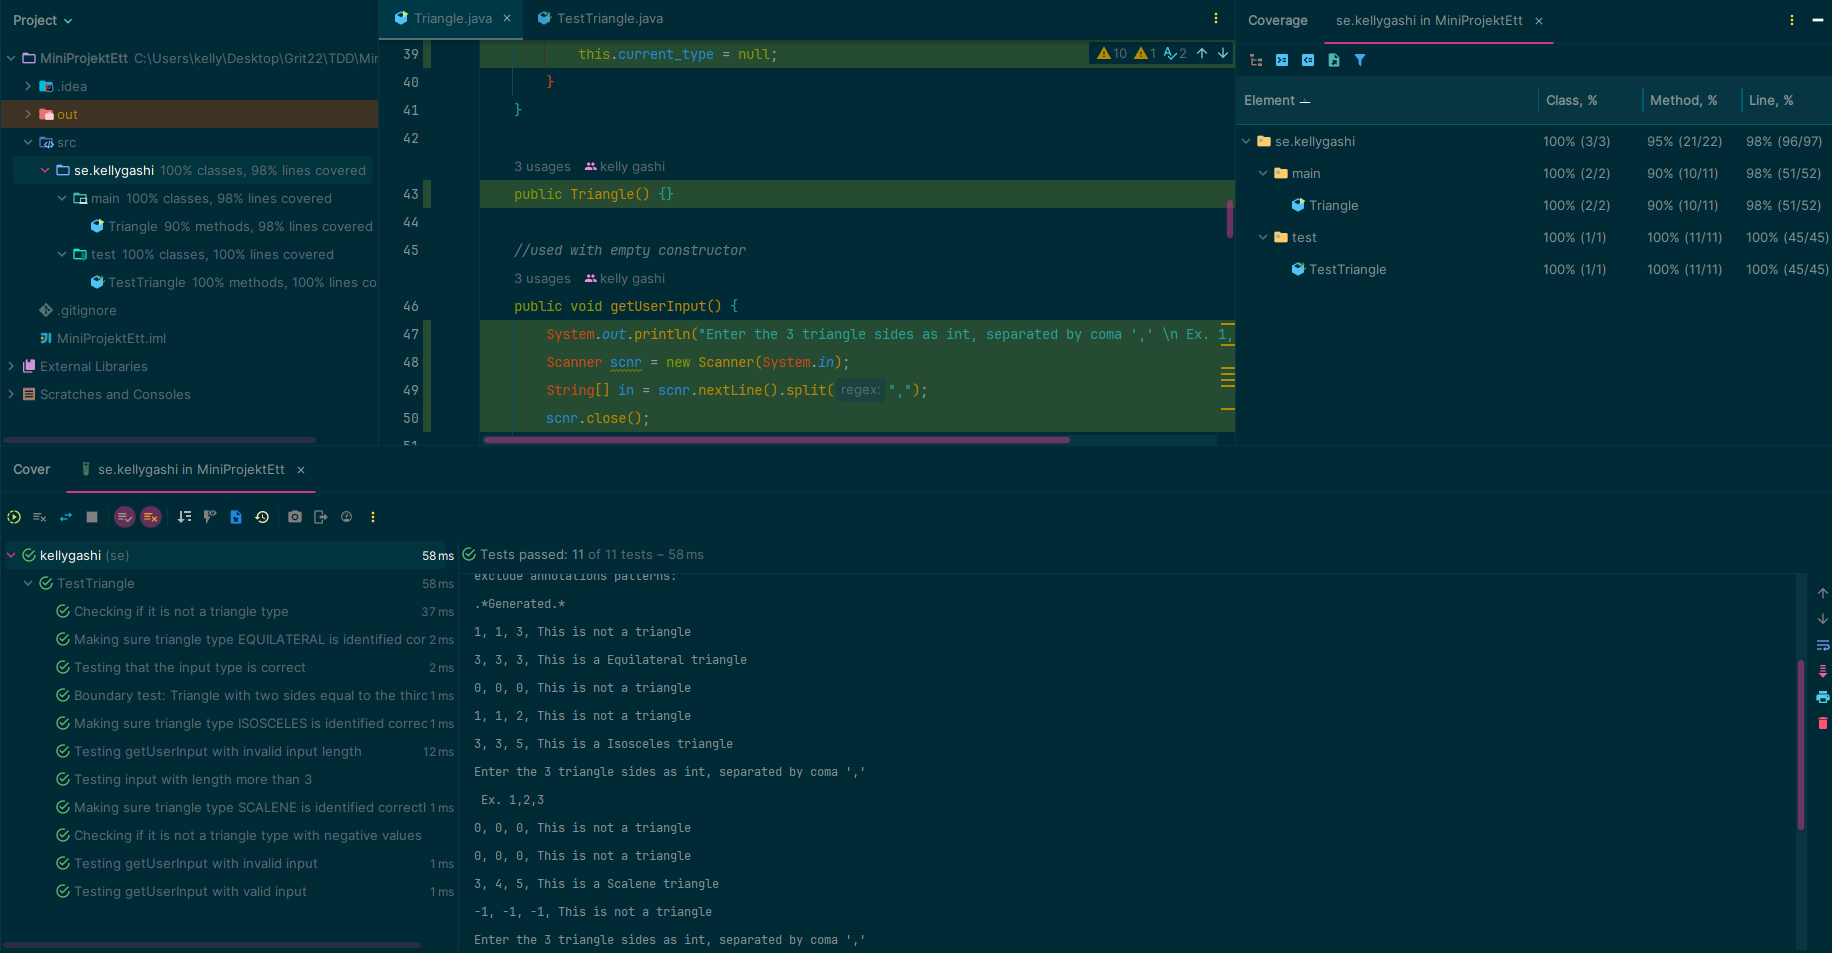 Project
MiniProjektEtt C:\Users\kelly\Desktop\Grit22\TDD\Mir
.idea
out
src
se.kellygashi 100% classes, 98% lines covered
main 100% classes, 98% lines covered
Triangle 90% methods, 98% lines covered
test 100% classes, 100% lines covered
TestTriangle 100% methods, 100% lines co
.gitignore
MiniProjektEtt.iml
External Libraries
Scratches and Consoles
Triangle.java
TestTriangle.java
10 1 2
39 this.current_type = null;
40 }
41 }
42
3 usages kelly gashi
43 public Triangle() {}
44
45 //used with empty constructor
3 usages kelly gashi
46 public void getUserInput() {
47 System.out.println("Enter the 3 triangle sides as int, separated by coma ',' \n Ex. 1,
48 Scanner scnr = new Scanner(System.in);
49 String[] in = scnr.nextLine().split( regex: ",");
50 scnr.close();
51
Coverage se.kellygashi in MiniProjektEtt
Element Class, % Method, % Line, %
se.kellygashi 100% (3/3) 95% (21/22) 98% (96/97)
main 100% (2/2) 90% (10/11) 98% (51/52)
Triangle 100% (2/2) 90% (10/11) 98% (51/52)
test 100% (1/1) 100% (11/11) 100% (45/45)
TestTriangle 100% (1/1) 100% (11/11) 100% (45/45)
Cover se.kellygashi in MiniProjektEtt
kellygashi (se) 58 ms
TestTriangle 58 ms
Checking if it is not a triangle type 37 ms
Making sure triangle type EQUILATERAL is identified cor 2 ms
Testing that the input type is correct 2 ms
Boundary test: Triangle with two sides equal to the thirc 1 ms
Making sure triangle type ISOSCELES is identified correc 1 ms
Testing getUserInput with invalid input length 12 ms
Testing input with length more than 3
Making sure triangle type SCALENE is identified correctl 1 ms
Checking if it is not a triangle type with negative values
Testing getUserInput with invalid input 1 ms
Testing getUserInput with valid input 1 ms
Tests passed: 11 of 11 tests – 58 ms
exclude annotations patterns:
.*Generated.*
1, 1, 3, This is not a triangle
3, 3, 3, This is a Equilateral triangle
0, 0, 0, This is not a triangle
1, 1, 2, This is not a triangle
3, 3, 5, This is a Isosceles triangle
Enter the 3 triangle sides as int, separated by coma ','
Ex. 1,2,3
0, 0, 0, This is not a triangle
0, 0, 0, This is not a triangle
3, 4, 5, This is a Scalene triangle
-1, -1, -1, This is not a triangle
Enter the 3 triangle sides as int, separated by coma ','